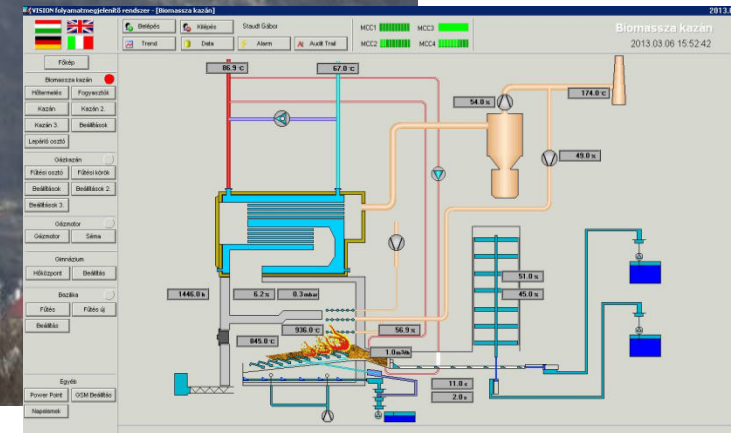 VISION folyamatmegjelenítő rendszer - [Biomassza kazán]
2013.0
Belépés
Kilépés
Staudt Gábor
MCC1
MCC3
Trend
Data
Alarm
Audit Trail
MCC2
MCC4
Biomassza kazán
2013.03.06 15:52:42
Főkép
Biomassza kazán
Hőtermelés
Fogyasztók
Kazán
Kazán 2.
Kazán 3.
Beállítások
Lepárló osztó
Gázkazán
Fűtési osztó
Fűtési körök
Beállítások
Beállítások 2.
Beállítások 3.
Gázmotor
Gázmotor
Séma
Gimnázium
Hőközpont
Beállítás
Bazilika
Fűtés
Fűtés új
Beállítás
Egyéb
Power Point
OSM Beállítás
Napelemek
86.9 °C
67.0 °C
54.0 %
174.0 °C
49.0 %
1446.0 h
6.2 %
0.3 mbar
936.0 °C
56.9 %
845.0 °C
1.0 m³/h
51.0 %
45.0 %
11.0 s
2.0 s